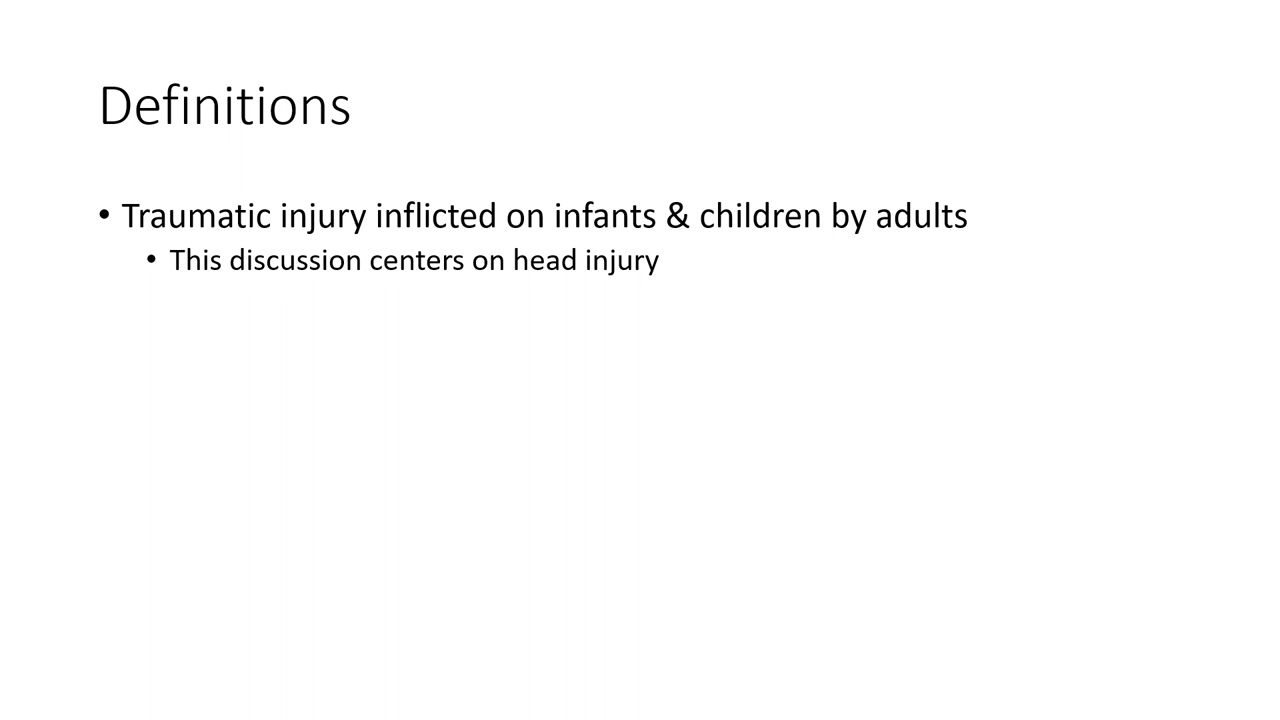 Definitions
• Traumatic injury inflicted on infants & children by adults
• This discussion centers on head injury